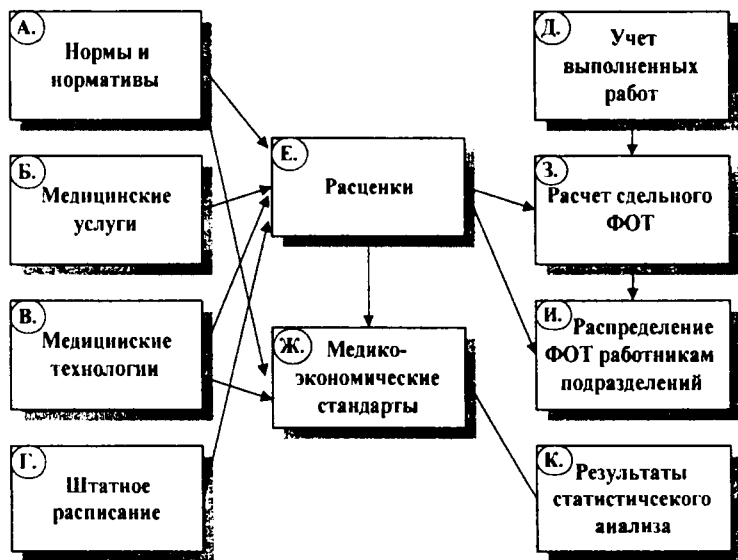 А.
Нормы и
нормативы
Б.
Медицинские
услуги
В.
Медицинские
технологии
Г.
Штатное
расписание
Е.
Расценки
Ж.
Медико-
экономические
стандарты
Д.
Учет
выполненных
работ
З.
Расчет сдельного
ФОТ
И.
Распределение
ФОТ работникам
подразделений
К.
Результаты
статистичсекого
анализа